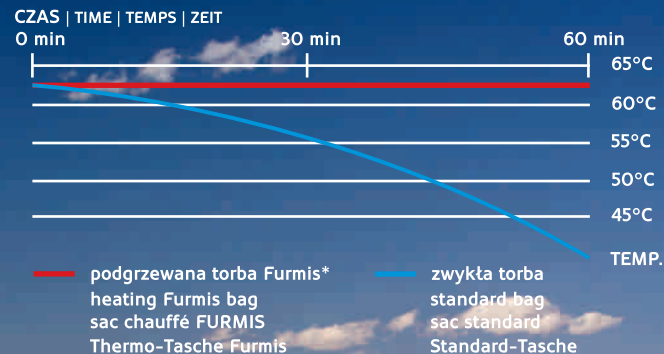 CZAS | TIME | TEMPS | ZEIT
0 min 30 min 60 min
65°C
60°C
55°C
50°C
45°C
TEMP.
podgrzewana torba Furmis*
heating Furmis bag
sac chauffé FURMIS
Thermo-Tasche Furmis
zwykła torba
standard bag
sac standard
Standard-Tasche